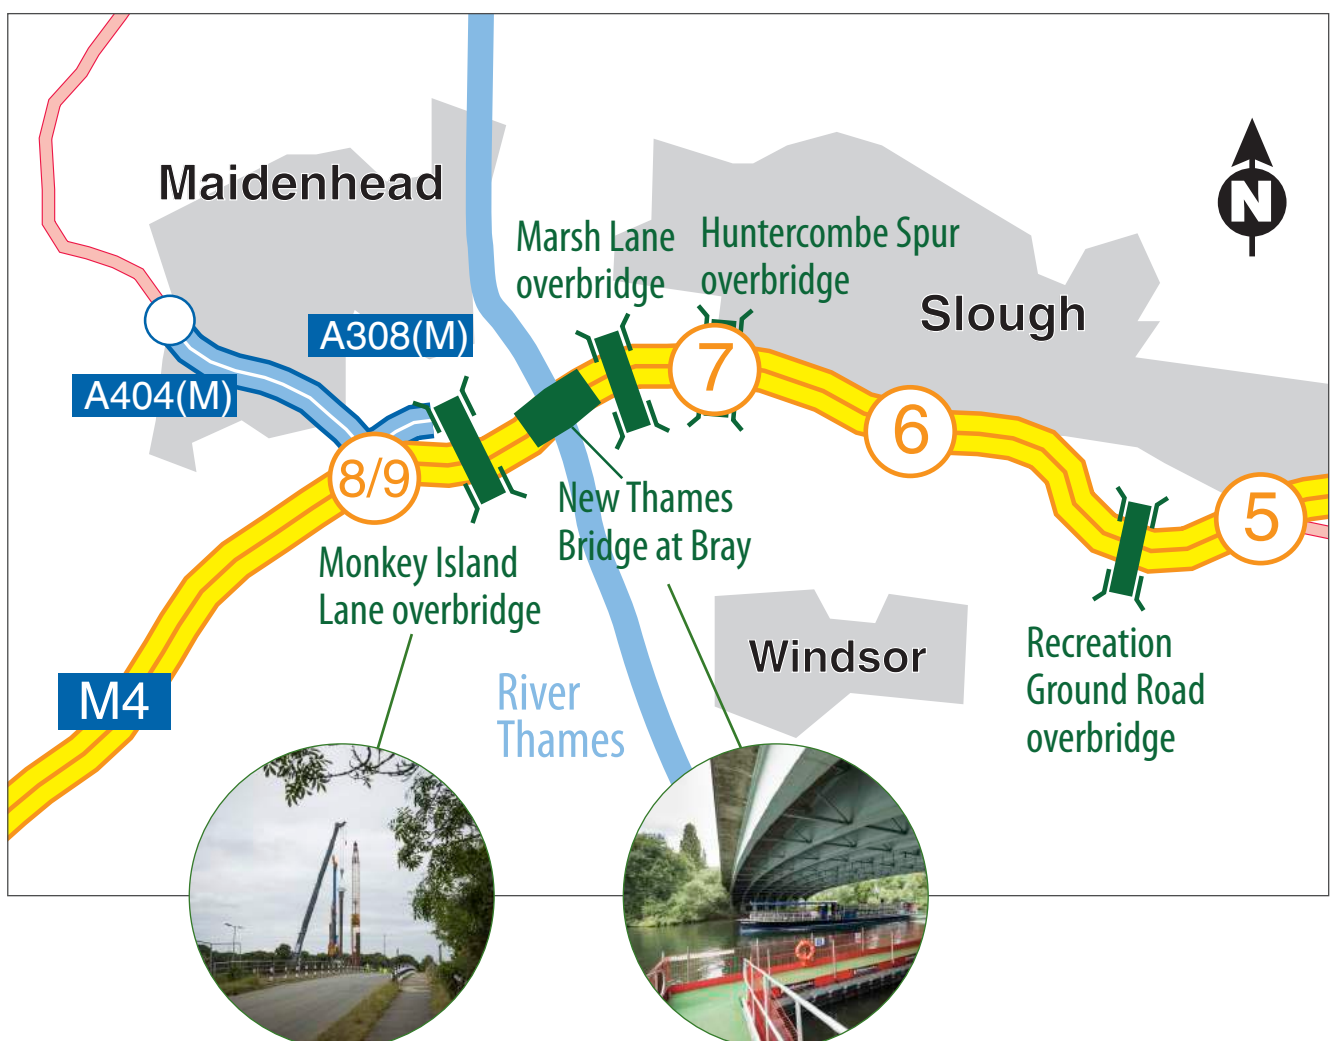 Maidenhead
N
Marsh Lane
overbridge
Huntercombe Spur
overbridge
Slough
A308(M)
A404(M)
7
6
8/9
5
New Thames
Bridge at Bray
Monkey Island
Lane overbridge
Windsor
Recreation
Ground Road
overbridge
M4
River
Thames